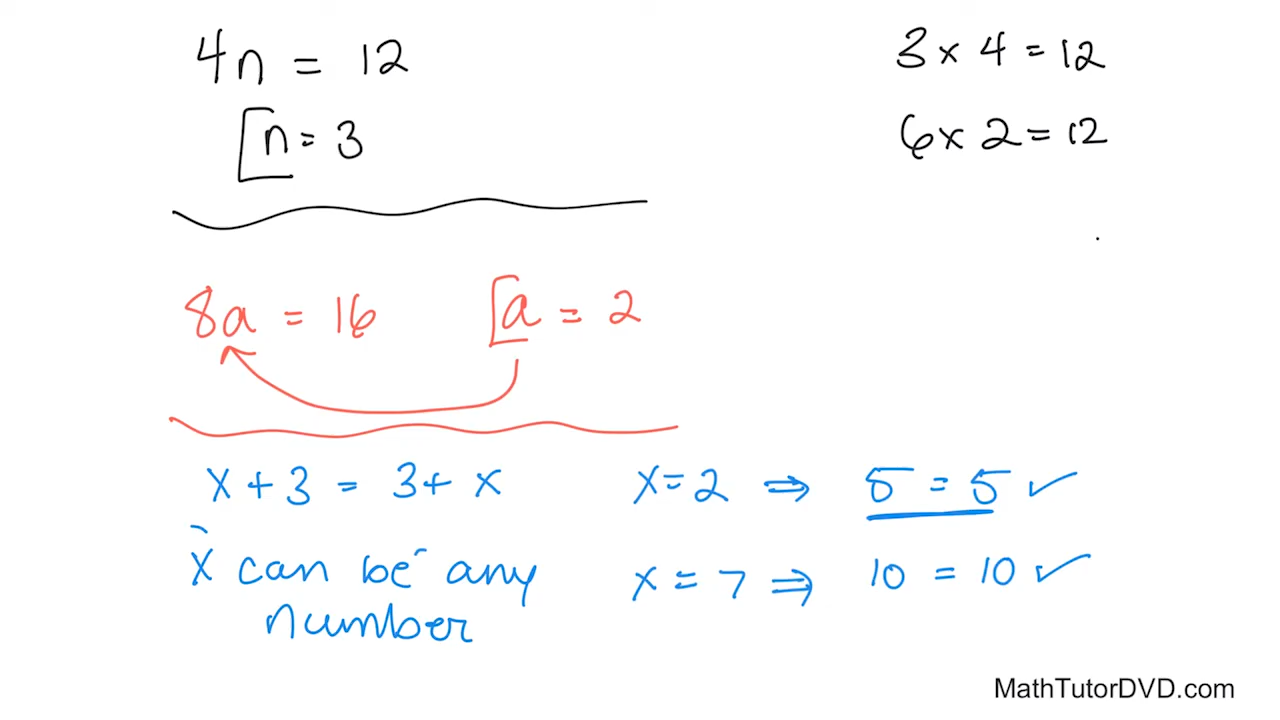 4n = 12
3 x 4 = 12
n = 3
6 x 2 = 12
8a = 16
a = 2
x + 3 = 3 + x
x = 2 ⇒ 5 = 5 ✓
x can be any
x = 7 ⇒ 10 = 10 ✓
number
MathTutorDVD.com